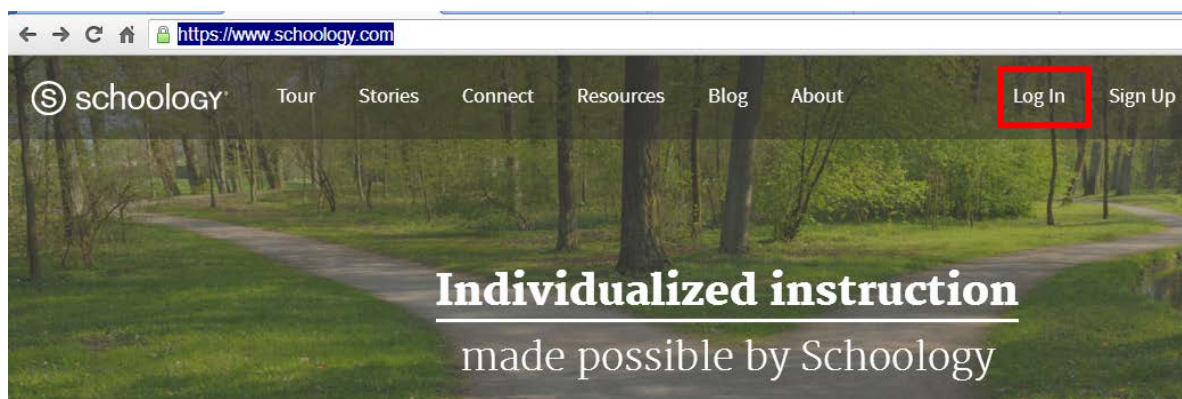 https://www.schoology.com
S schoology Tour Stories Connect Resources Blog About Log In Sign Up
Individualized instruction
made possible by Schoology